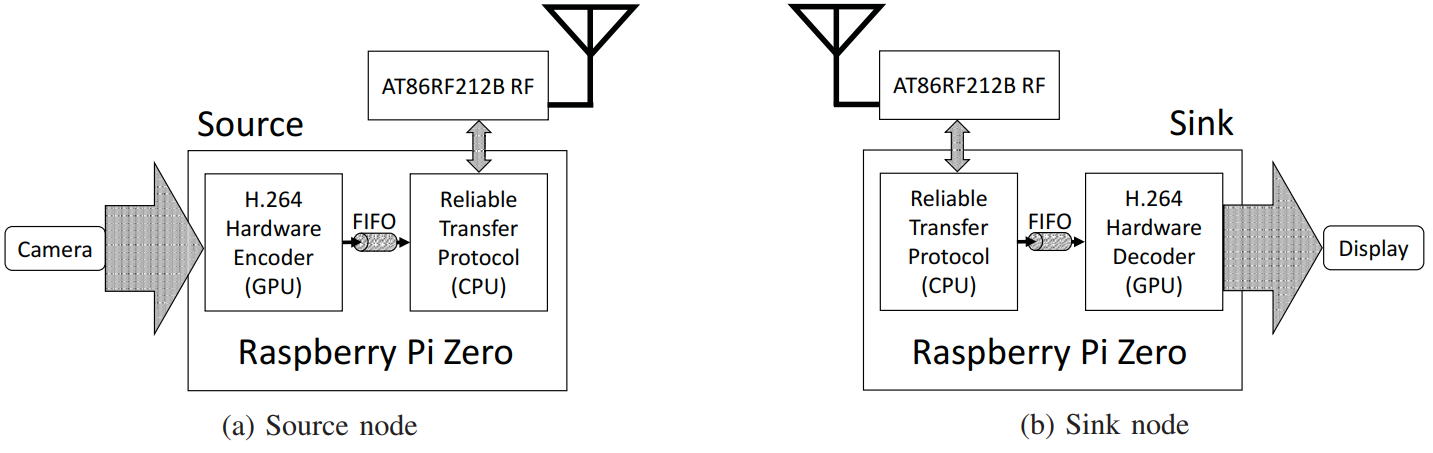 AT86RF212B RF
Source
Camera
H.264
Hardware
Encoder
(GPU)
FIFO
Reliable
Transfer
Protocol
(CPU)
Raspberry Pi Zero
(a) Source node
AT86RF212B RF
Sink
Reliable
Transfer
Protocol
(CPU)
FIFO
H.264
Hardware
Decoder
(GPU)
Display
Raspberry Pi Zero
(b) Sink node